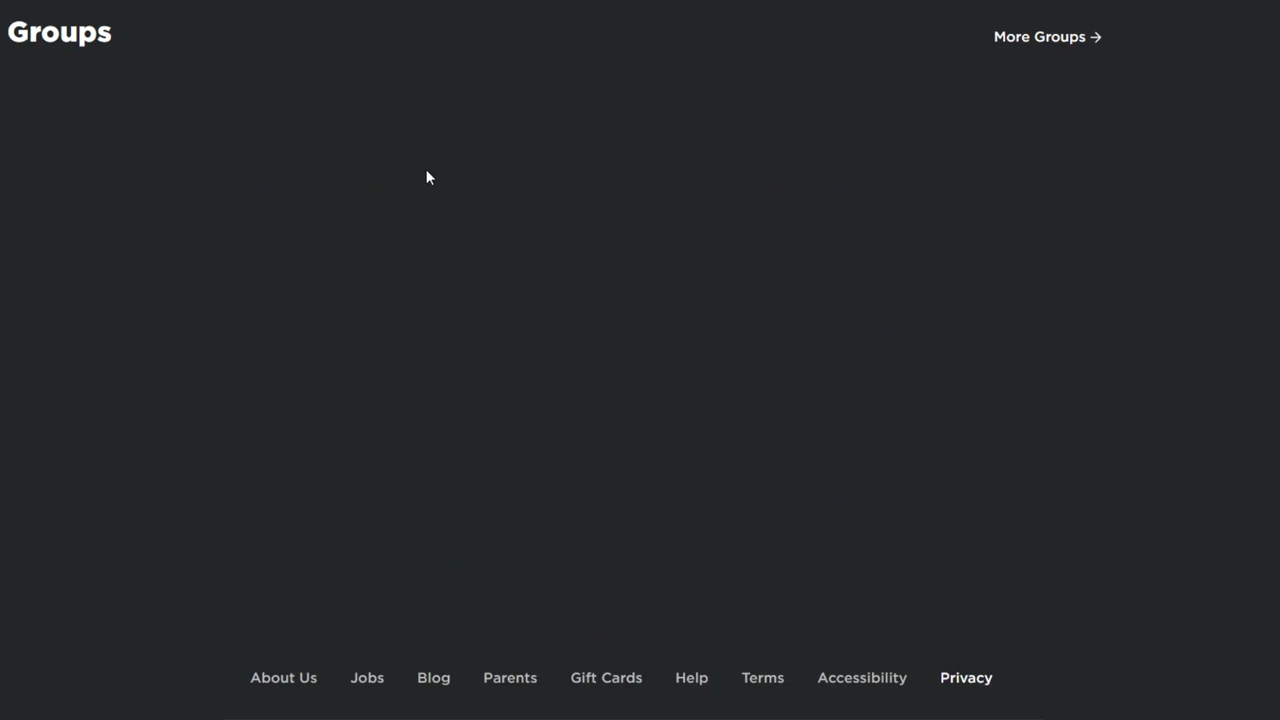 Groups
More Groups →
About Us Jobs Blog Parents Gift Cards Help Terms Accessibility Privacy